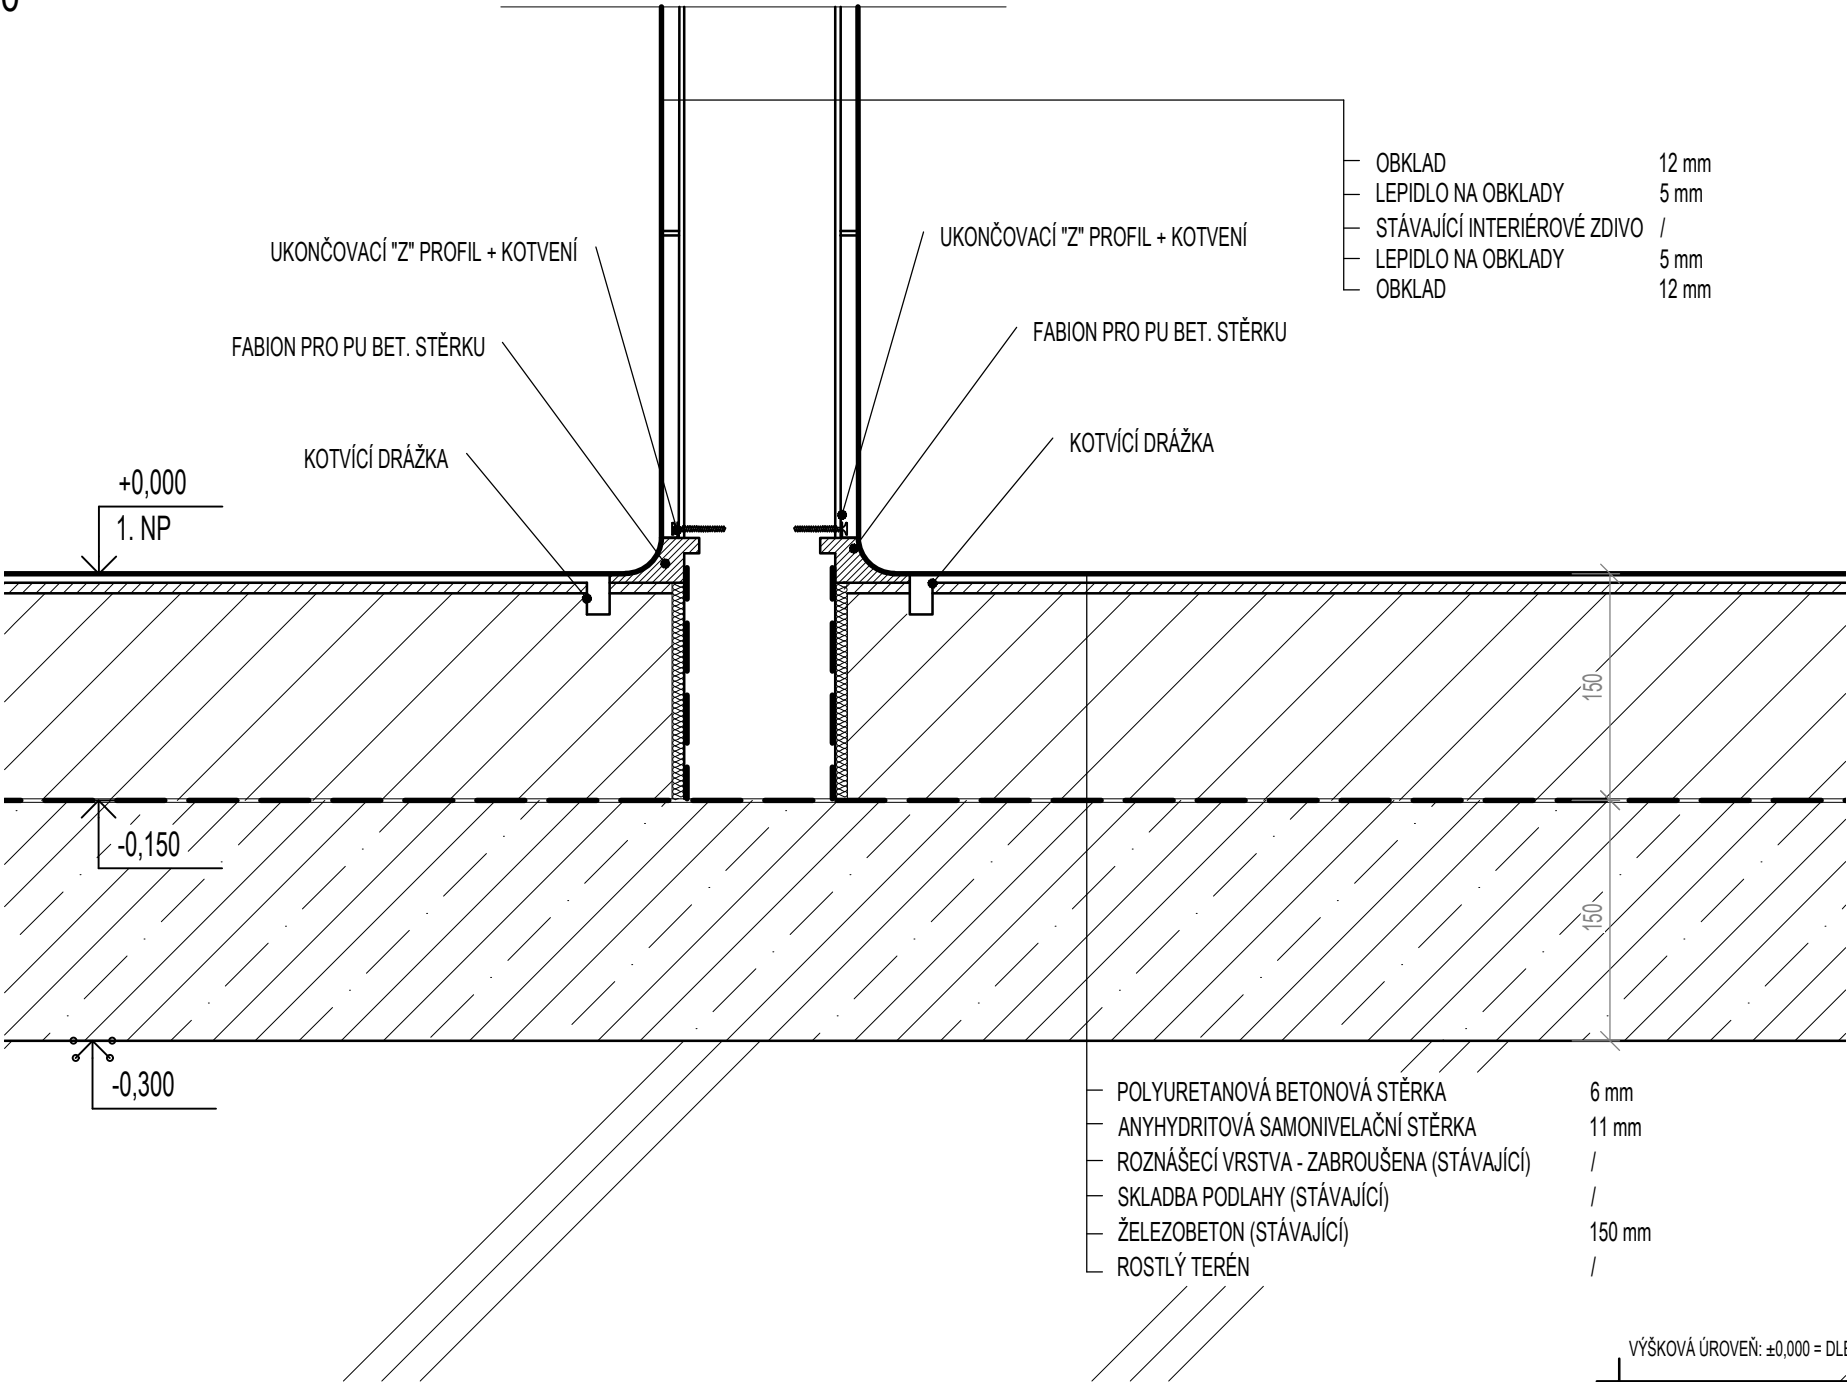 OBKLAD 12 mm
LEPIDLO NA OBKLADY 5 mm
STÁVAJÍCÍ INTERIÉROVÉ ZDIVO /
LEPIDLO NA OBKLADY 5 mm
OBKLAD 12 mm
UKONČOVACÍ "Z" PROFIL + KOTVENÍ
UKONČOVACÍ "Z" PROFIL + KOTVENÍ
FABION PRO PU BET. STĚRKU
FABION PRO PU BET. STĚRKU
KOTVÍCÍ DRÁŽKA
KOTVÍCÍ DRÁŽKA
+0,000
1. NP
150
-0,150
150
-0,300
POLYURETANOVÁ BETONOVÁ STĚRKA 6 mm
ANYHYDRITOVÁ SAMONIVELAČNÍ STĚRKA 11 mm
ROZNÁŠECÍ VRSTVA - ZABROUŠENA (STÁVAJÍCÍ) /
SKLADBA PODLAHY (STÁVAJÍCÍ) /
ŽELEZOBETON (STÁVAJÍCÍ) 150 mm
ROSTLÝ TERÉN /
VÝŠKOVÁ ÚROVEŇ: ±0,000 = DLE